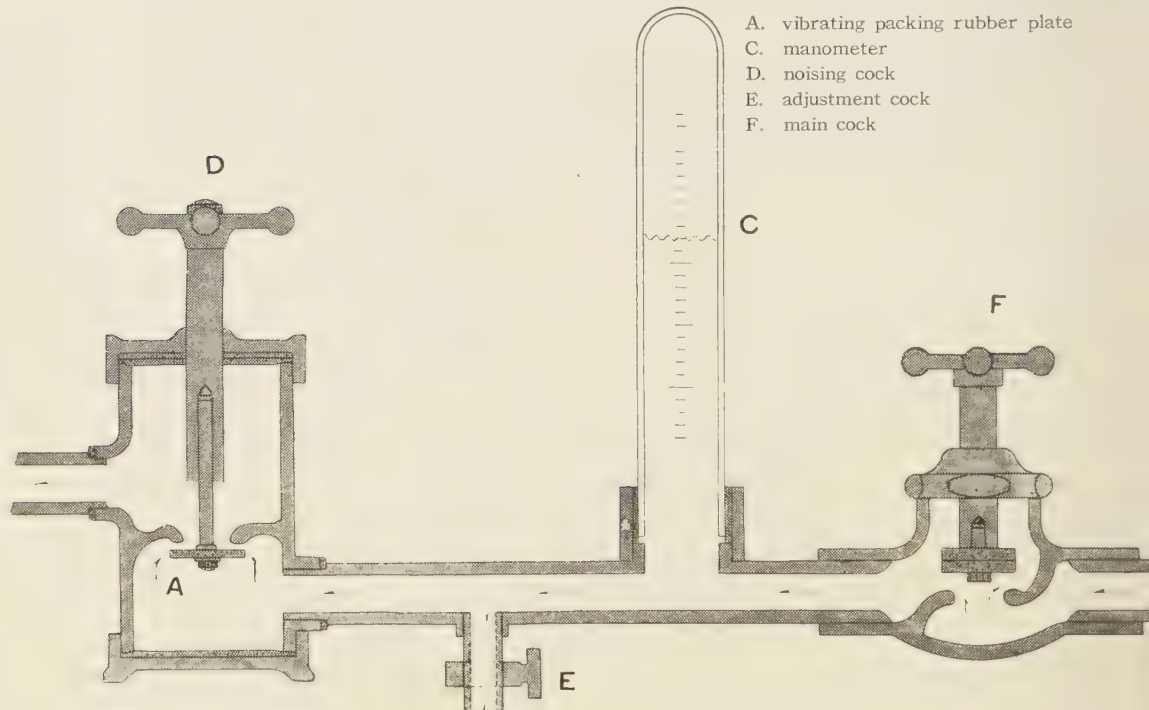 A. vibrating packing rubber plate
C. manometer
D. noising cock
E. adjustment cock
F. main cock
D
C
F
A
E